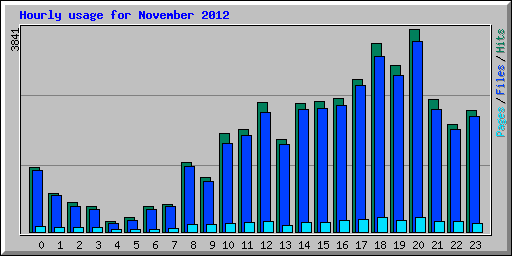 Hourly usage for November 2012
3841
Pages / Files / Hits
0 1 2 3 4 5 6 7 8 9 10 11 12 13 14 15 16 17 18 19 20 21 22 23